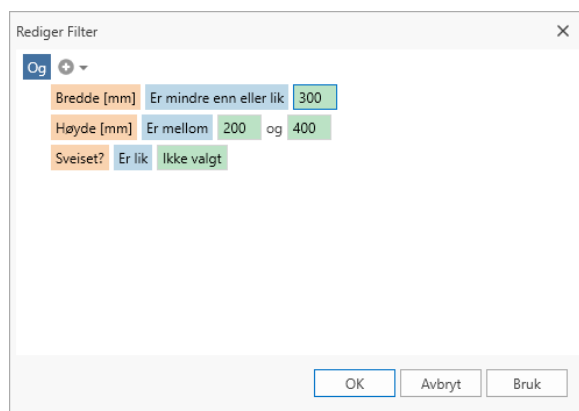 Rediger Filter
Og
Bredde [mm] Er mindre enn eller lik 300
Høyde [mm] Er mellom 200 og 400
Sveiset? Er lik Ikke valgt
OK Avbryt Bruk